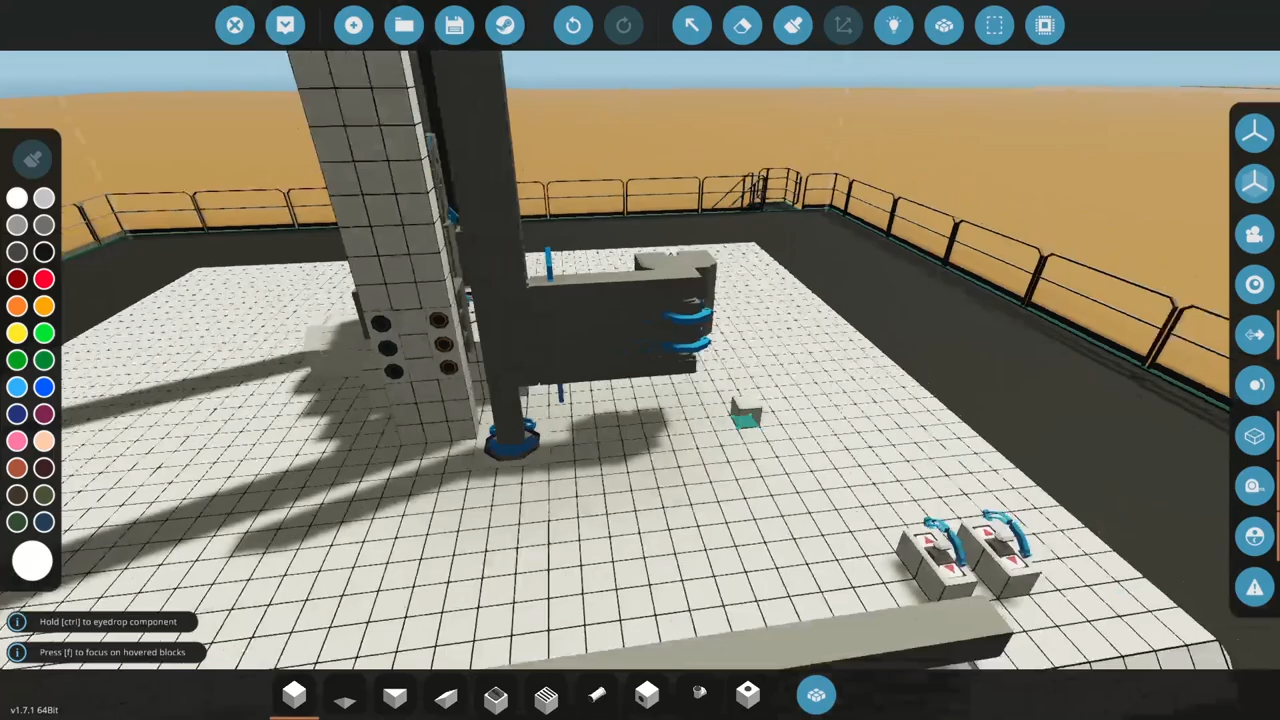 Hold [ctrl] to eyedrop component
Press [f] to focus on hovered blocks
v1.7.1 64Bit